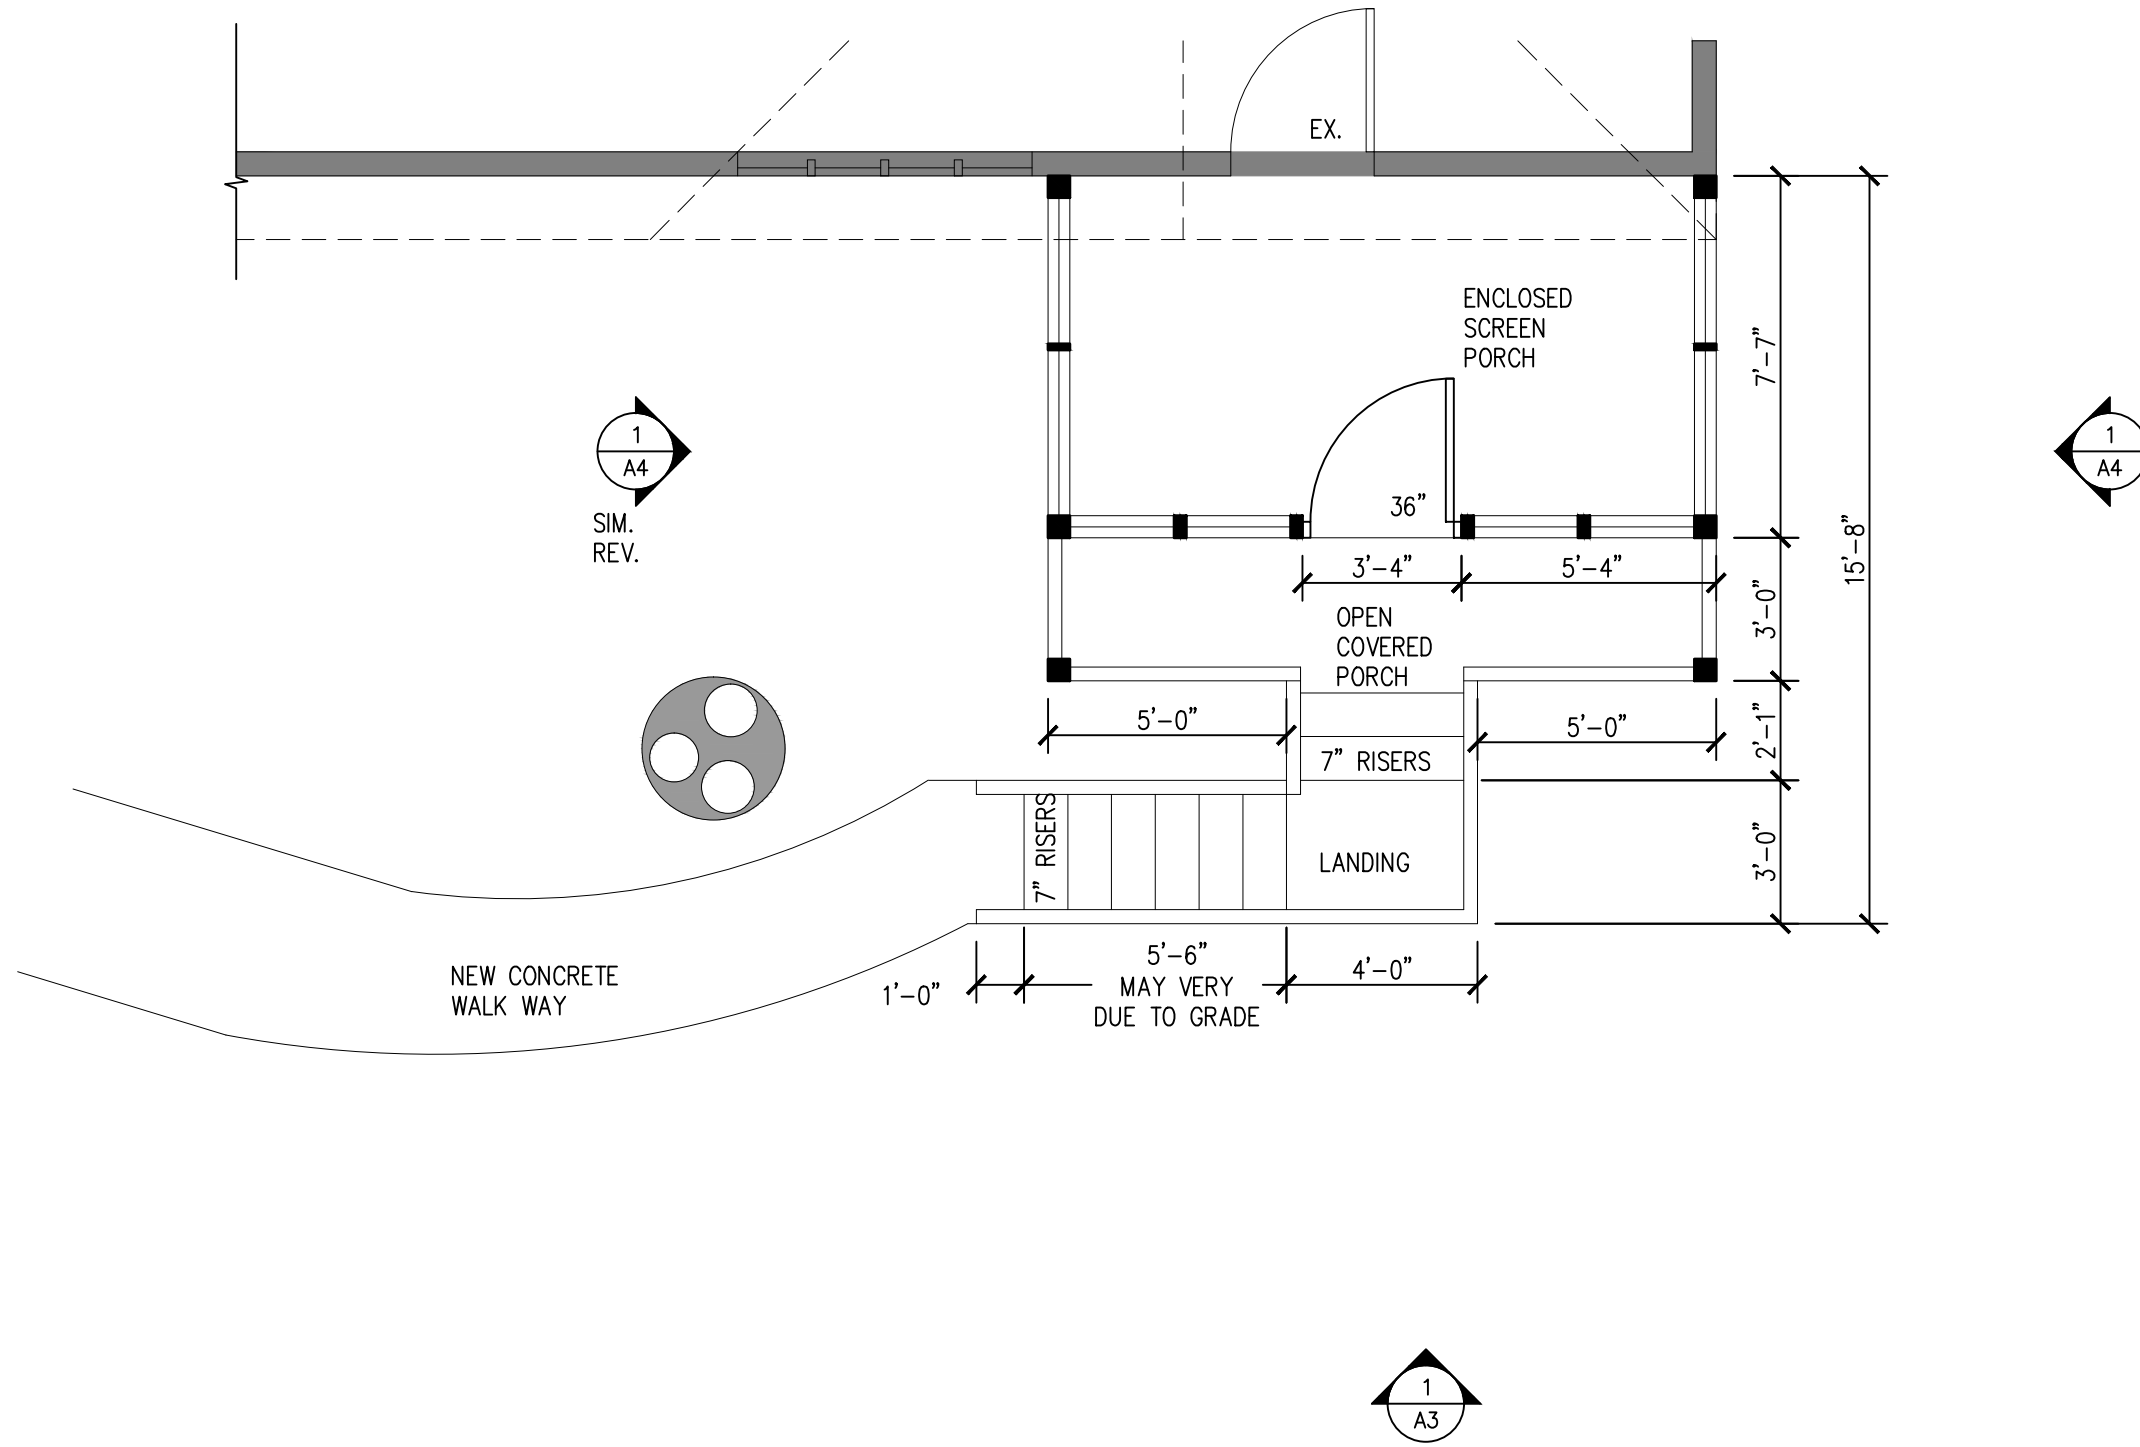 EX.
ENCLOSED
SCREEN
PORCH
7'-7"
1
A4
SIM.
REV.
1
A4
36"
15'-8"
3'-4"
5'-4"
3'-0"
OPEN
COVERED
PORCH
5'-0"
5'-0"
2'-1"
7" RISERS
7" RISERS
LANDING
3'-0"
NEW CONCRETE
WALK WAY
1'-0"
5'-6"
MAY VERY
DUE TO GRADE
4'-0"
1
A3